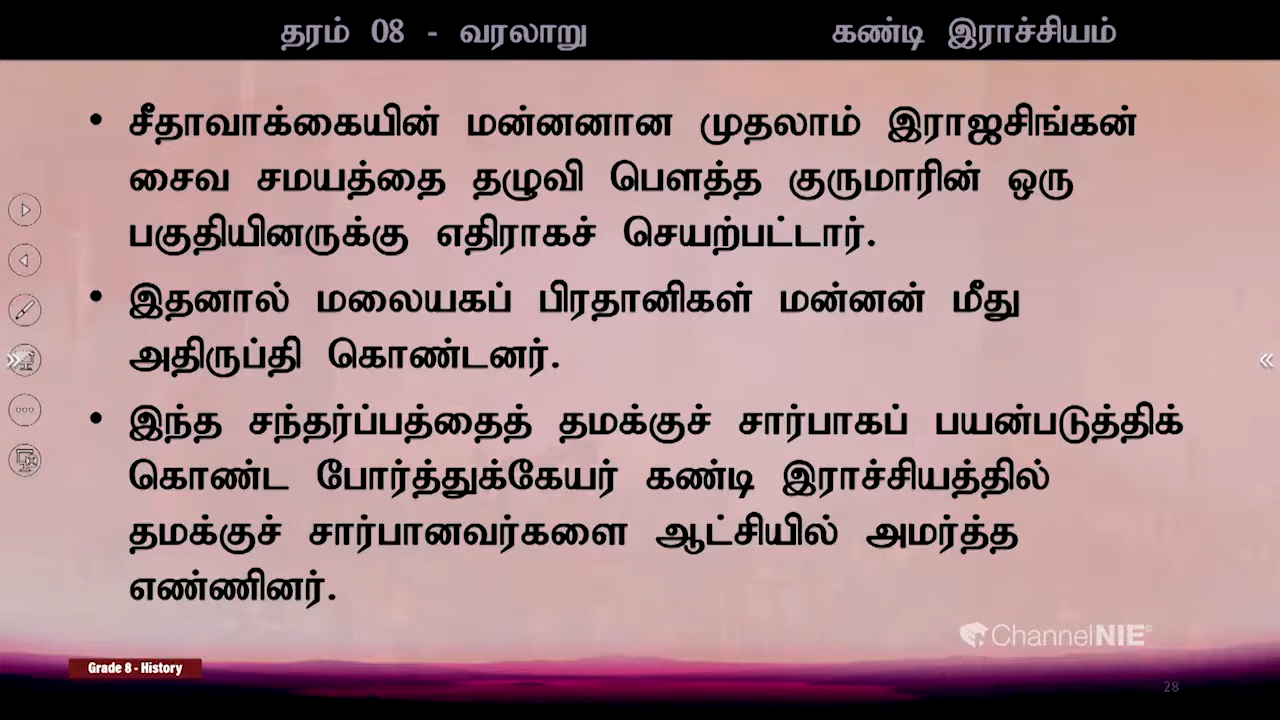 தரம் 08 - வரலாறு கண்டி இராச்சியம்
• சீதாவாக்கையின் மன்னனான முதலாம் இராஜசிங்கன்
சைவ சமயத்தை தழுவி பௌத்த குருமாரின் ஒரு
பகுதியினருக்கு எதிராகச் செயற்பட்டார்.
• இதனால் மலையகப் பிரதானிகள் மன்னன் மீது
அதிருப்தி கொண்டனர்.
• இந்த சந்தர்ப்பத்தைத் தமக்குச் சார்பாகப் பயன்படுத்திக்
கொண்ட போர்த்துக்கேயர் கண்டி இராச்சியத்தில்
தமக்குச் சார்பானவர்களை ஆட்சியில் அமர்த்த
எண்ணினர்.
ChannelNIE
Grade 8 - History
28